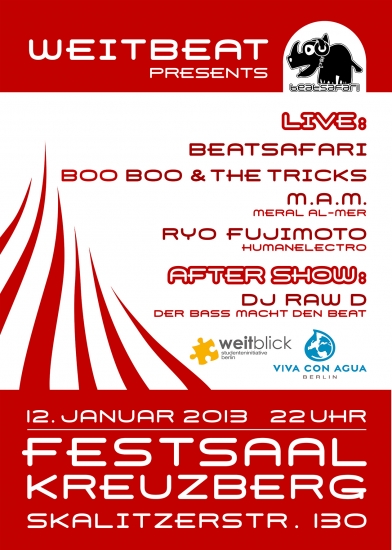 WEITBEAT
PRESENTS
beatsafari
LIVE:
BEATSAFARI
BOO BOO & THE TRICKS
M.A.M.
MERAL AL-MER
RYO FUJIMOTO
HUMANELECTRO
AFTER SHOW:
DJ RAW D
DER BASS MACHT DEN BEAT
weitblick
studenteninitiative
berlin
VIVA CON AGUA
BERLIN
12. JANUAR 2013 22 UHR
FESTSAAL
KREUZBERG
SKALITZERSTR. 130